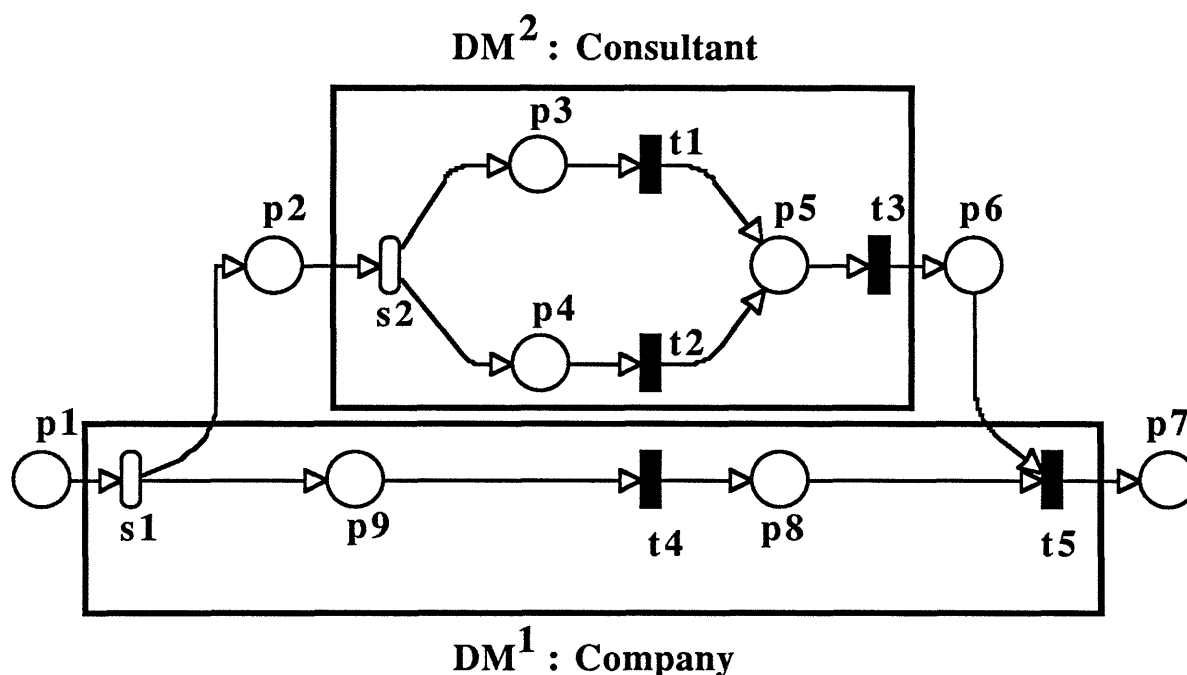 DM² : Consultant
p3
t1
p2
p5
t3
p6
s2
p4
t2
p1
p7
s1
p9
t4
p8
t5
DM¹ : Company